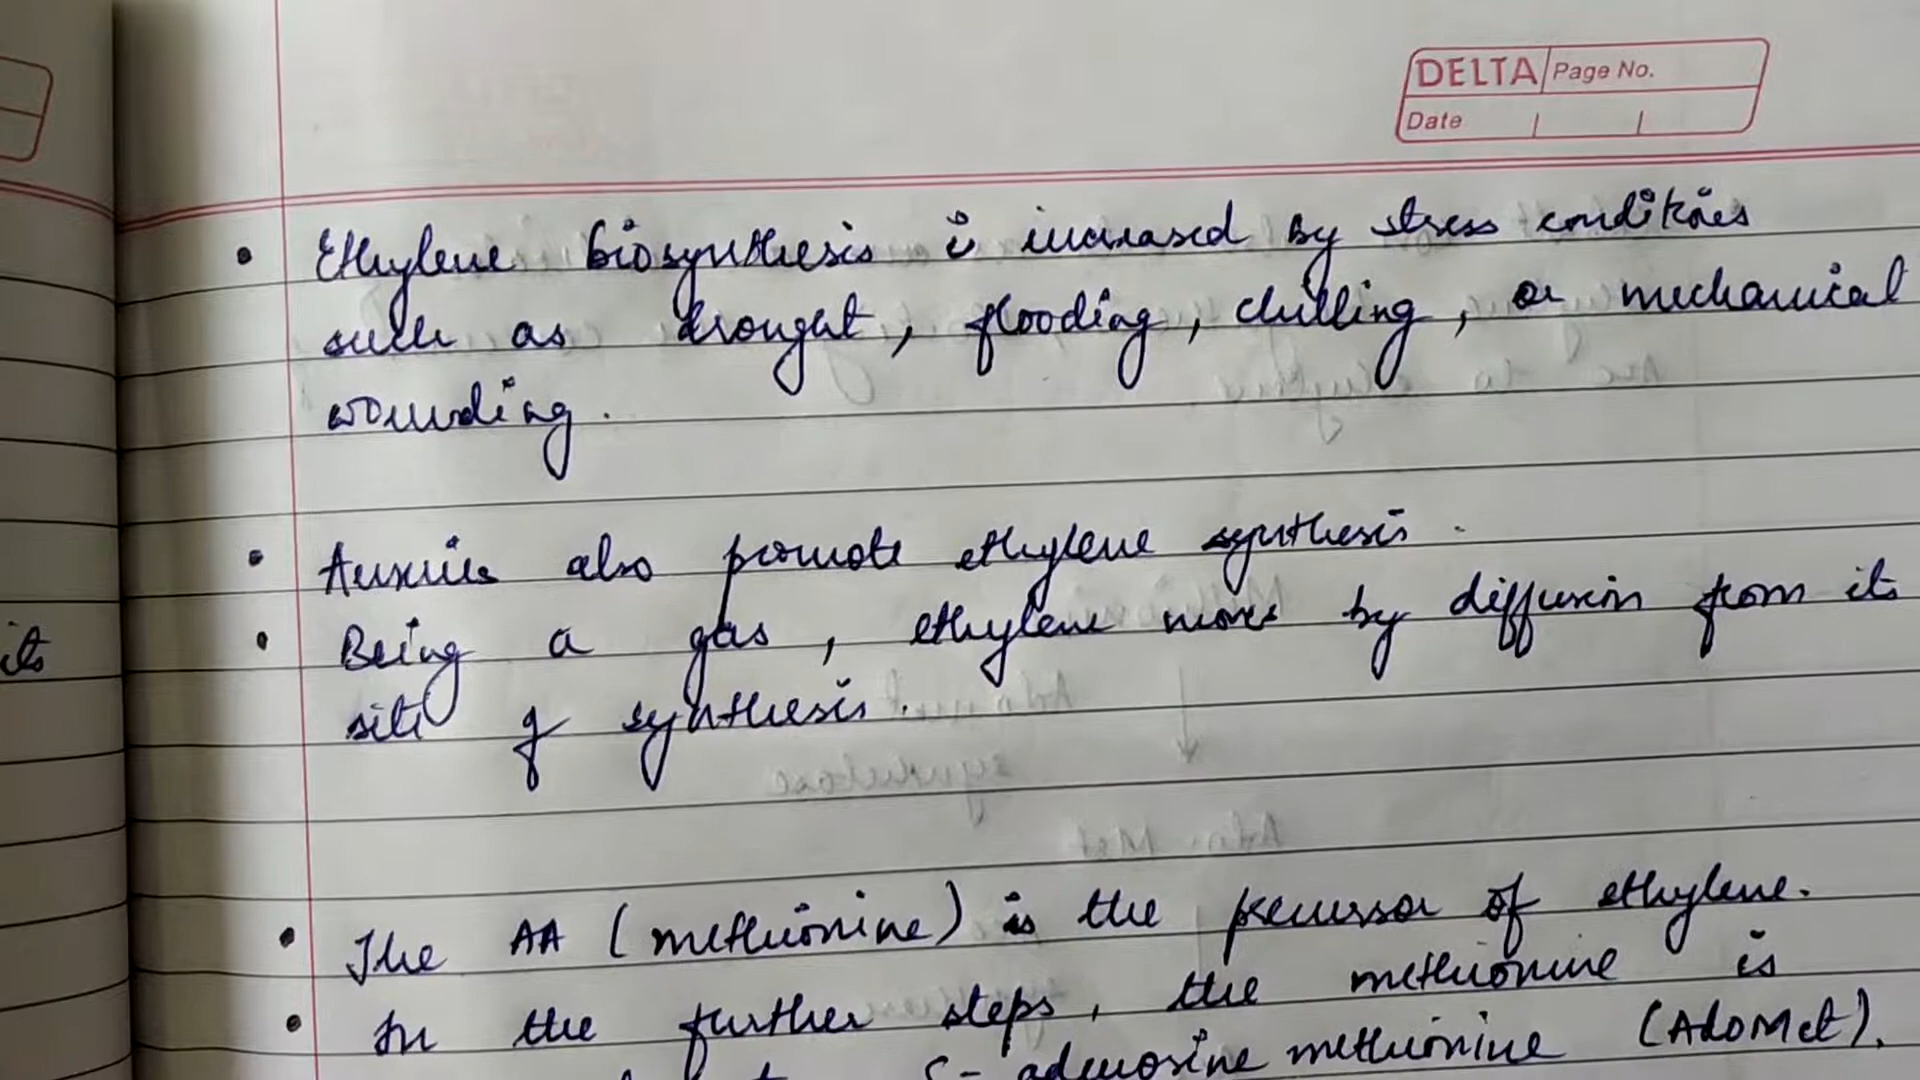 DELTA Page No.
Date
• Ethylene biosynthesis is increased by stress conditions
such as drought, flooding, chilling, or mechanical
wounding.
• Auxins also promote ethylene synthesis.
• Being a gas, ethylene moves by diffusion from its
its
site of synthesis.
• The AA (methionine) is the precursor of ethylene.
• In the further steps, the methionine is
S-adenosine methionine (AdoMet).